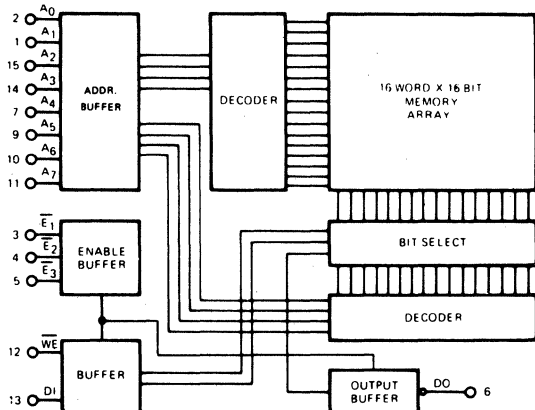 2 A0
1 A1
15 A2
14 A3
7 A4
9 A5
10 A6
11 A7
ADDR.
BUFFER
DECODER
16 WORD X 16 BIT
MEMORY
ARRAY
3 E1
4 E2
5 E3
ENABLE
BUFFER
BIT SELECT
DECODER
12 WE
13 DI
BUFFER
OUTPUT
BUFFER
DO 6